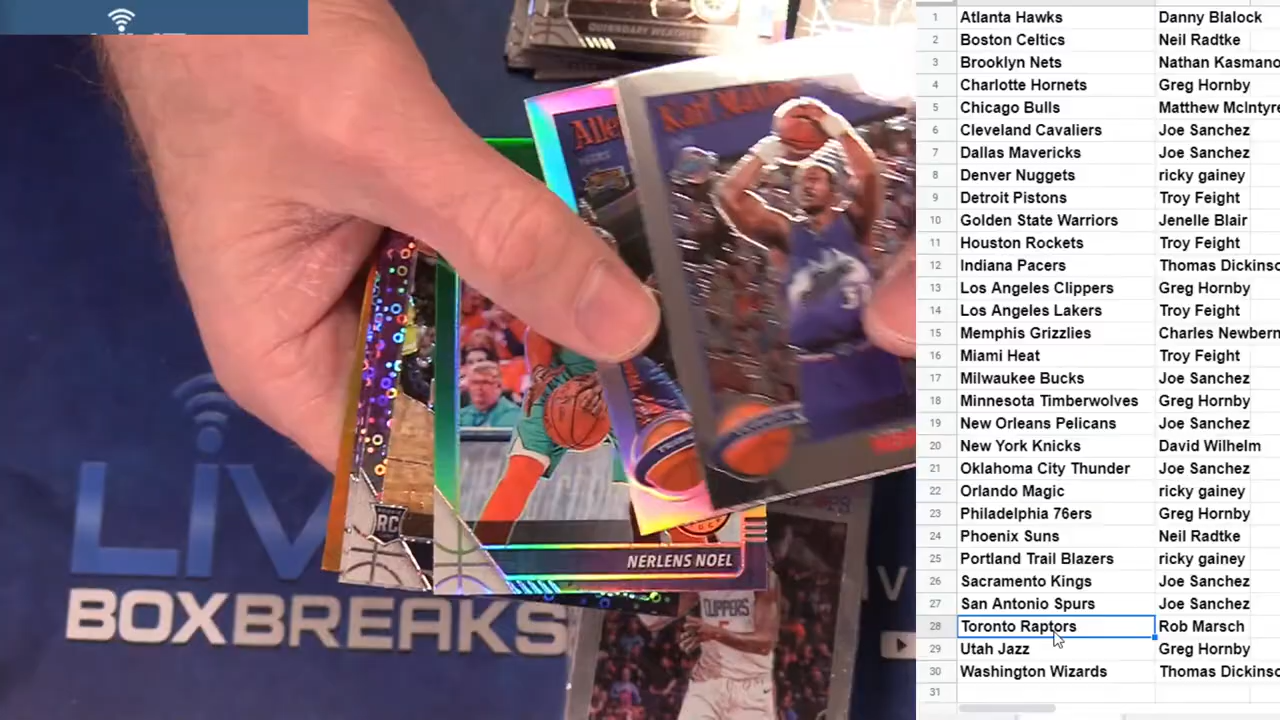 QUINNDARY WEATHER
Karl Malone
Alle
31
RC
NERLENS NOEL
CLIPPERS
LIV
BOXBREAKS
1 Atlanta Hawks Danny Blalock
2 Boston Celtics Neil Radtke
3 Brooklyn Nets Nathan Kasmano
4 Charlotte Hornets Greg Hornby
5 Chicago Bulls Matthew McIntyr
6 Cleveland Cavaliers Joe Sanchez
7 Dallas Mavericks Joe Sanchez
8 Denver Nuggets ricky gainey
9 Detroit Pistons Troy Feight
10 Golden State Warriors Jenelle Blair
11 Houston Rockets Troy Feight
12 Indiana Pacers Thomas Dickinso
13 Los Angeles Clippers Greg Hornby
14 Los Angeles Lakers Troy Feight
15 Memphis Grizzlies Charles Newbern
16 Miami Heat Troy Feight
17 Milwaukee Bucks Joe Sanchez
18 Minnesota Timberwolves Greg Hornby
19 New Orleans Pelicans Joe Sanchez
20 New York Knicks David Wilhelm
21 Oklahoma City Thunder Joe Sanchez
22 Orlando Magic ricky gainey
23 Philadelphia 76ers Greg Hornby
24 Phoenix Suns Neil Radtke
25 Portland Trail Blazers ricky gainey
26 Sacramento Kings Joe Sanchez
27 San Antonio Spurs Joe Sanchez
28 Toronto Raptors Rob Marsch
29 Utah Jazz Greg Hornby
30 Washington Wizards Thomas Dickinso
31